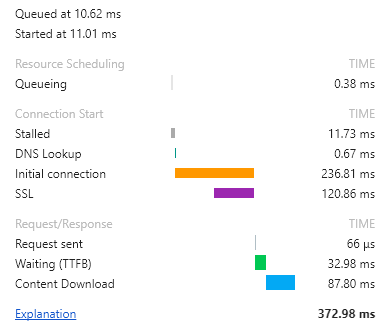 Queued at 10.62 ms
Started at 11.01 ms
Resource Scheduling TIME
Queueing 0.38 ms
Connection Start TIME
Stalled 11.73 ms
DNS Lookup 0.67 ms
Initial connection 236.81 ms
SSL 120.86 ms
Request/Response TIME
Request sent 66 μs
Waiting (TTFB) 32.98 ms
Content Download 87.80 ms
Explanation 372.98 ms